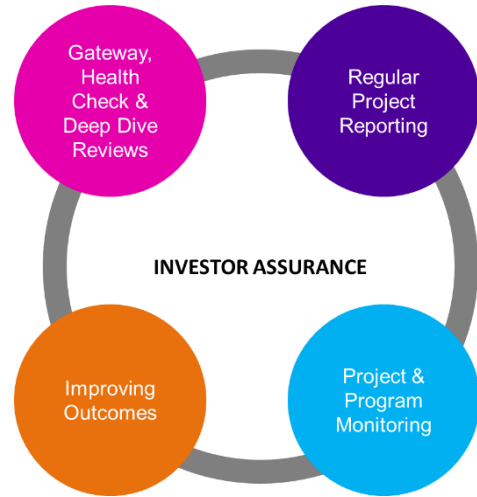 Gateway,
Health
Check &
Deep Dive
Reviews
Regular
Project
Reporting
INVESTOR ASSURANCE
Improving
Outcomes
Project &
Program
Monitoring